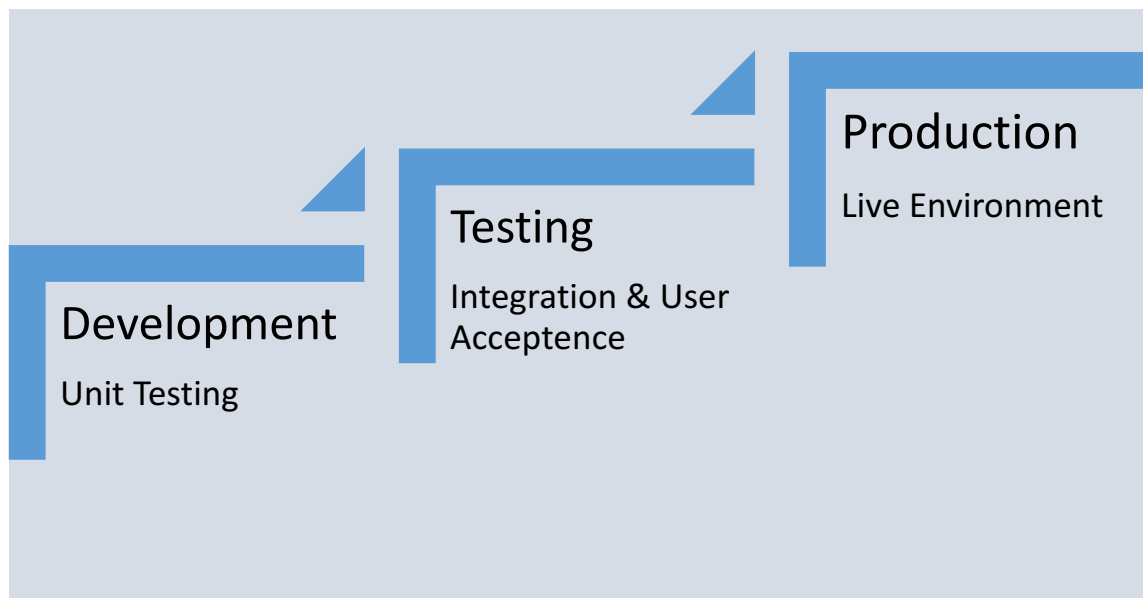 Development
Unit Testing
Testing
Integration & User
Acceptence
Production
Live Environment